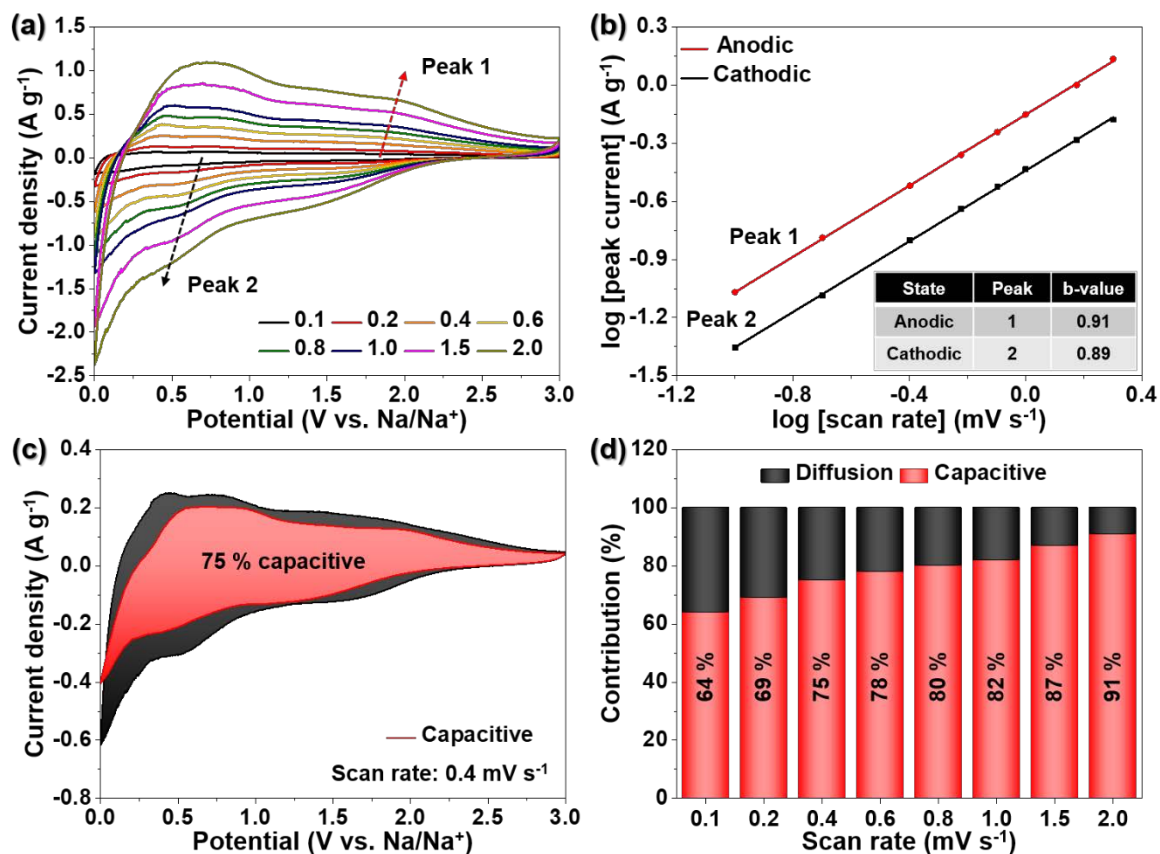 (a)
1.5
1.0
0.5
0.0
-0.5
-1.0
-1.5
-2.0
-2.5
Current density (A g⁻¹)
Peak 1
Peak 2
0.1 0.2 0.4 0.6
0.8 1.0 1.5 2.0
0.0 0.5 1.0 1.5 2.0 2.5 3.0
Potential (V vs. Na/Na⁺)
(b)
0.3
0.0
-0.3
-0.6
-0.9
-1.2
-1.5
log [peak current] (A g⁻¹)
Anodic
Cathodic
Peak 1
Peak 2
State Peak b-value
Anodic 1 0.91
Cathodic 2 0.89
-1.2 -0.8 -0.4 0.0 0.4
log [scan rate] (mV s⁻¹)
(c)
0.4
0.2
0.0
-0.2
-0.4
-0.6
-0.8
Current density (A g⁻¹)
75 % capacitive
Capacitive
Scan rate: 0.4 mV s⁻¹
0.0 0.5 1.0 1.5 2.0 2.5 3.0
Potential (V vs. Na/Na⁺)
(d)
120
100
80
60
40
20
0
Contribution (%)
Diffusion Capacitive
64 % 69 % 75 % 78 % 80 % 82 % 87 % 91 %
0.1 0.2 0.4 0.6 0.8 1.0 1.5 2.0
Scan rate (mV s⁻¹)